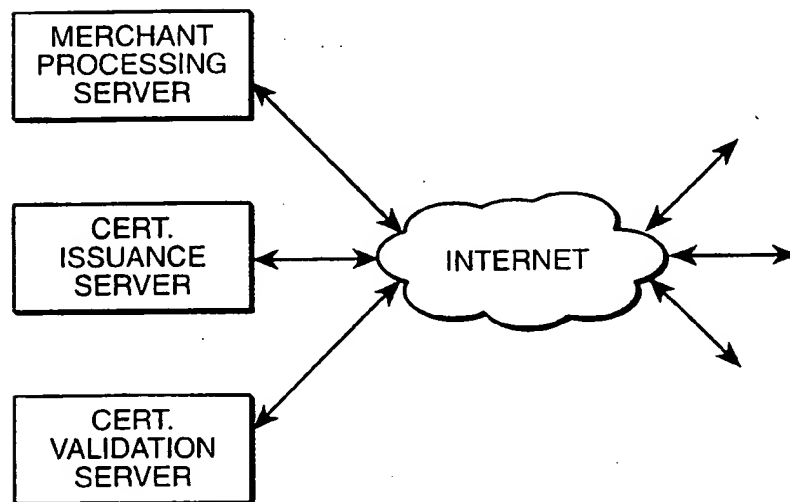 MERCHANT
PROCESSING
SERVER
CERT.
ISSUANCE
SERVER
INTERNET
CERT.
VALIDATION
SERVER